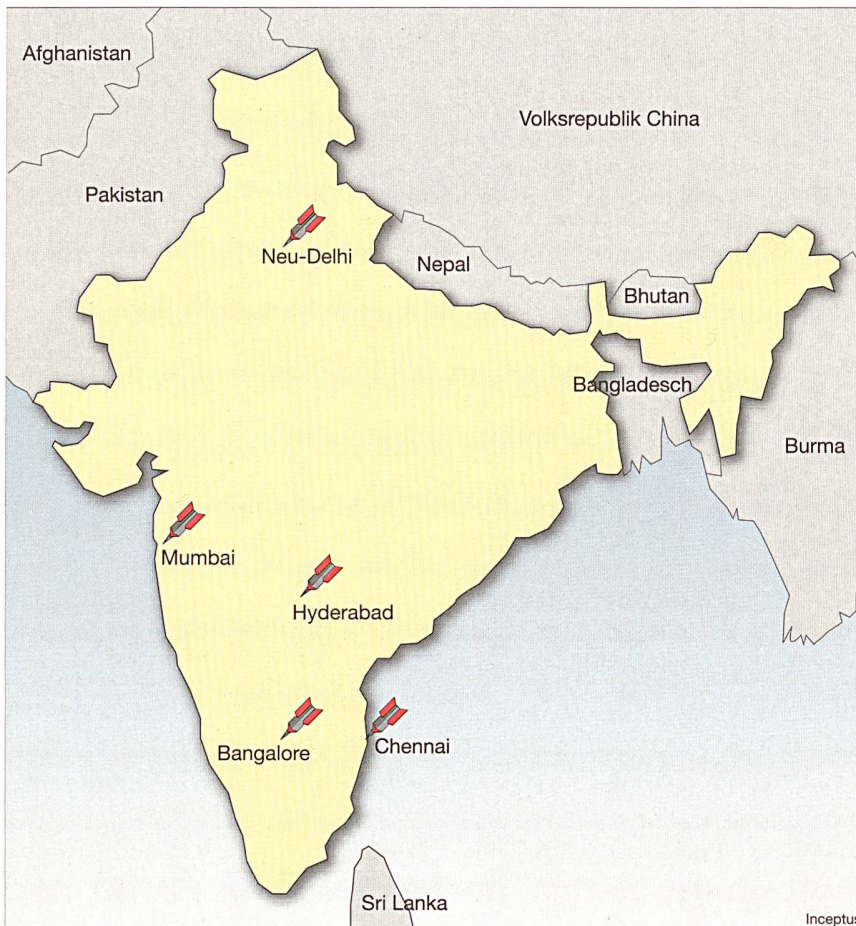 Afghanistan
Volksrepublik China
Pakistan
Neu-Delhi
Nepal
Bhutan
Bangladesch
Burma
Mumbai
Hyderabad
Bangalore
Chennai
Sri Lanka
Inceptus